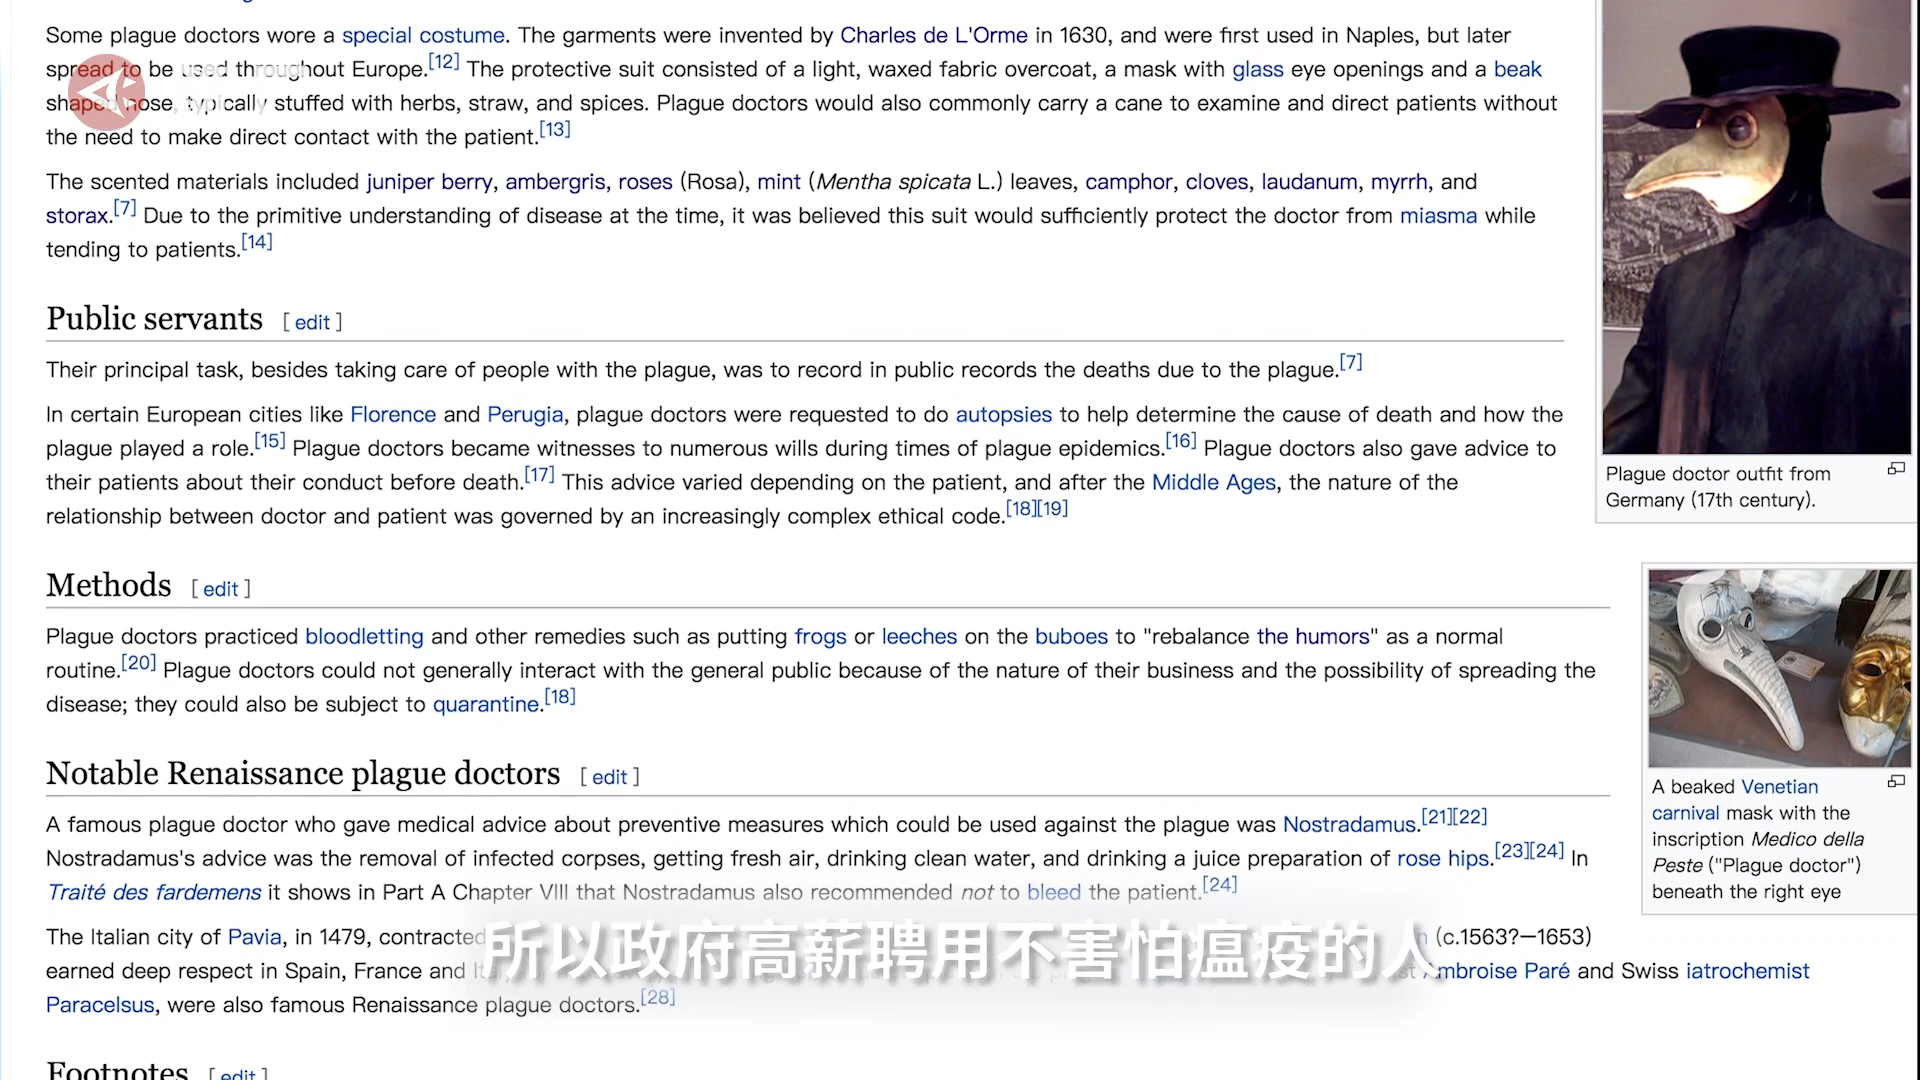 Some plague doctors wore a special costume. The garments were invented by Charles de L'Orme in 1630, and were first used in Naples, but later
spread to be used throughout Europe.[12] The protective suit consisted of a light, waxed fabric overcoat, a mask with glass eye openings and a beak
shaped nose, typically stuffed with herbs, straw, and spices. Plague doctors would also commonly carry a cane to examine and direct patients without
the need to make direct contact with the patient.[13]
The scented materials included juniper berry, ambergris, roses (Rosa), mint (Mentha spicata L.) leaves, camphor, cloves, laudanum, myrrh, and
storax.[7] Due to the primitive understanding of disease at the time, it was believed this suit would sufficiently protect the doctor from miasma while
tending to patients.[14]
Plague doctor outfit from
Germany (17th century).
Public servants [ edit ]
Their principal task, besides taking care of people with the plague, was to record in public records the deaths due to the plague.[7]
In certain European cities like Florence and Perugia, plague doctors were requested to do autopsies to help determine the cause of death and how the
plague played a role.[15] Plague doctors became witnesses to numerous wills during times of plague epidemics.[16] Plague doctors also gave advice to
their patients about their conduct before death.[17] This advice varied depending on the patient, and after the Middle Ages, the nature of the
relationship between doctor and patient was governed by an increasingly complex ethical code.[18][19]
Methods [ edit ]
Plague doctors practiced bloodletting and other remedies such as putting frogs or leeches on the buboes to "rebalance the humors" as a normal
routine.[20] Plague doctors could not generally interact with the general public because of the nature of their business and the possibility of spreading the
disease; they could also be subject to quarantine.[18]
A beaked Venetian
carnival mask with the
inscription Medico della
Peste ("Plague doctor")
beneath the right eye
Notable Renaissance plague doctors [ edit ]
A famous plague doctor who gave medical advice about preventive measures which could be used against the plague was Nostradamus.[21][22]
Nostradamus's advice was the removal of infected corpses, getting fresh air, drinking clean water, and drinking a juice preparation of rose hips.[23][24] In
Traité des fardemens it shows in Part A Chapter VIII that Nostradamus also recommended not to bleed the patient.[24]
The Italian city of Pavia, in 1479, contracted (c.1563?–1653)
earned deep respect in Spain, France and Ambroise Paré and Swiss iatrochemist
Paracelsus, were also famous Renaissance plague doctors.[28]
所以政府高薪聘用不害怕瘟疫的人
Footnotes [ edit ]